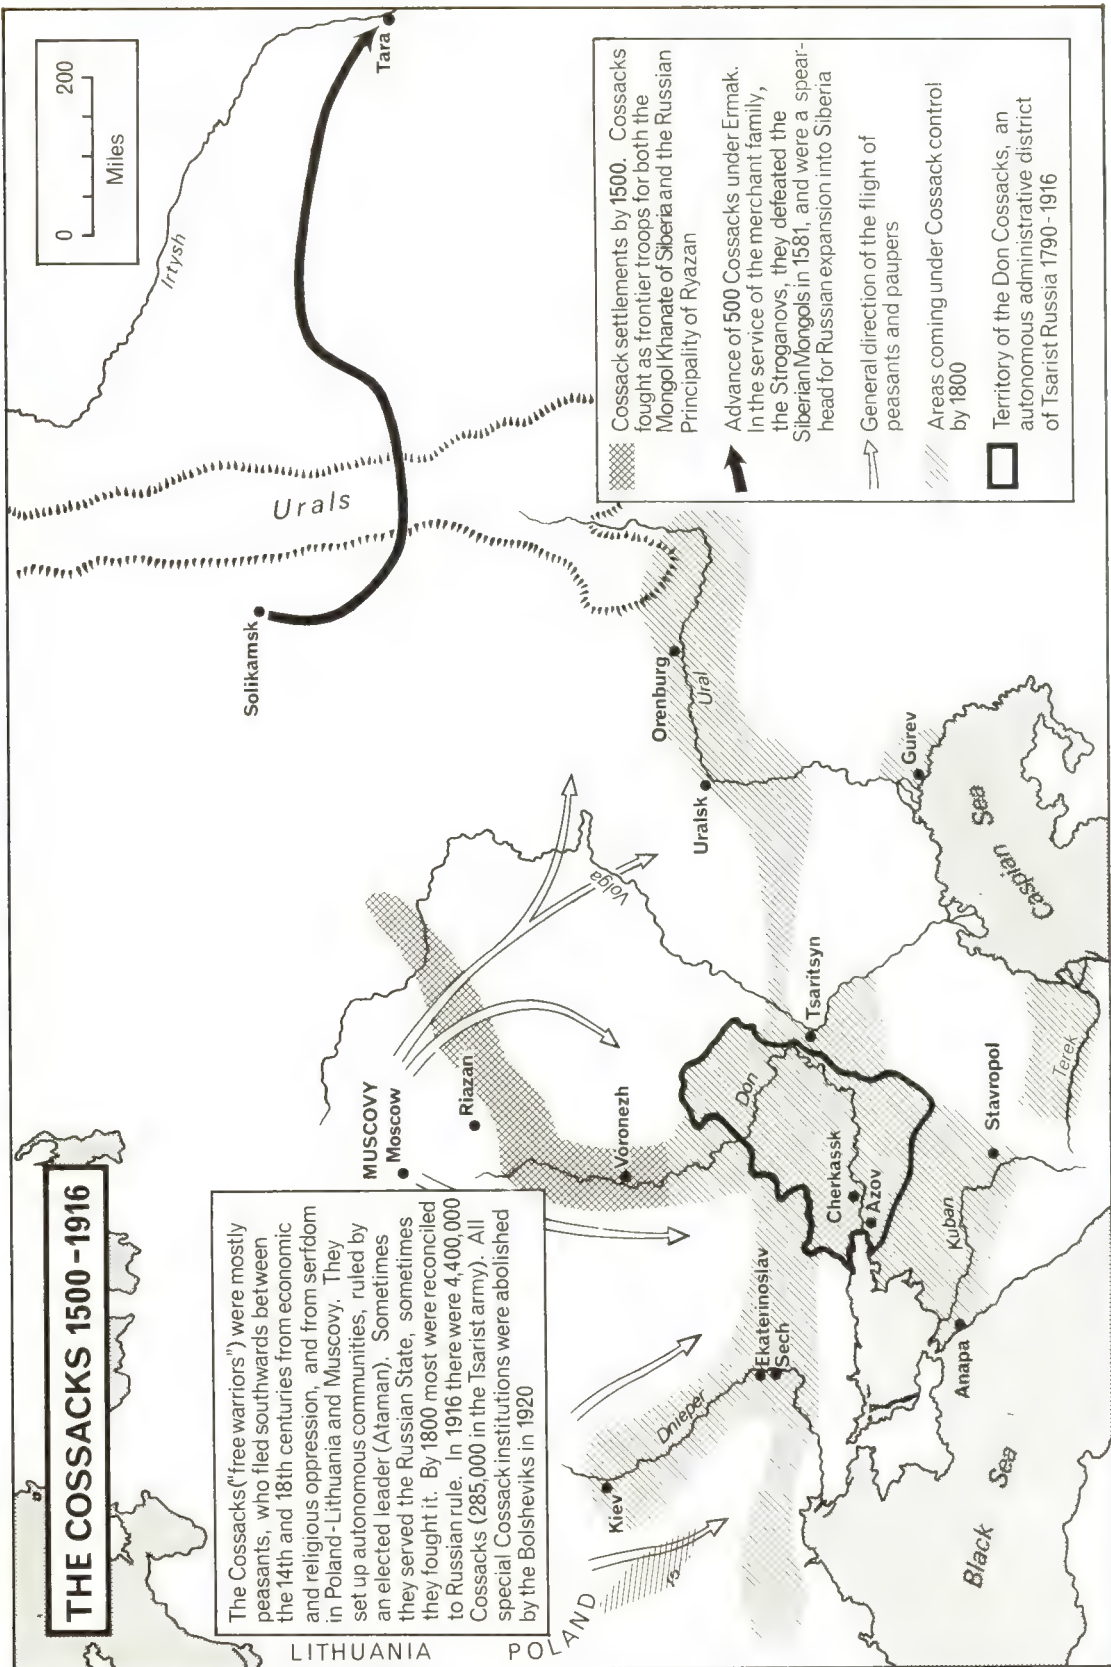 THE COSSACKS 1500-1916
The Cossacks ("free warriors") were mostly
peasants, who fled southwards between
the 14th and 18th centuries from economic
and religious oppression, and from serfdom
in Poland-Lithuania and Muscovy. They
set up autonomous communities, ruled by
an elected leader (Ataman). Sometimes
they served the Russian State, sometimes
they fought it. By 1800 most were reconciled
to Russian rule. In 1916 there were 4,400,000
Cossacks (285,000 in the Tsarist army). All
special Cossack institutions were abolished
by the Bolsheviks in 1920
0 200
Miles
Tara
Irtysh
Urals
Solikamsk
MUSCOVY
Moscow
Riazan
Volga
Voronezh
Orenburg
Ural
Uralsk
Gurev
Caspian Sea
Tsaritsyn
Don
Cherkassk
Azov
Stavropol
Terek
Kuban
Anapa
Ekaterinoslav
Sech
Dnieper
Kiev
Black Sea
LITHUANIA
POLAND
Cossack settlements by 1500. Cossacks
fought as frontier troops for both the
Mongol Khanate of Siberia and the Russian
Principality of Ryazan
Advance of 500 Cossacks under Ermak.
In the service of the merchant family,
the Stroganovs, they defeated the
Siberian Mongols in 1581, and were a spear-
head for Russian expansion into Siberia
General direction of the flight of
peasants and paupers
Areas coming under Cossack control
by 1800
Territory of the Don Cossacks, an
autonomous administrative district
of Tsarist Russia 1790-1916